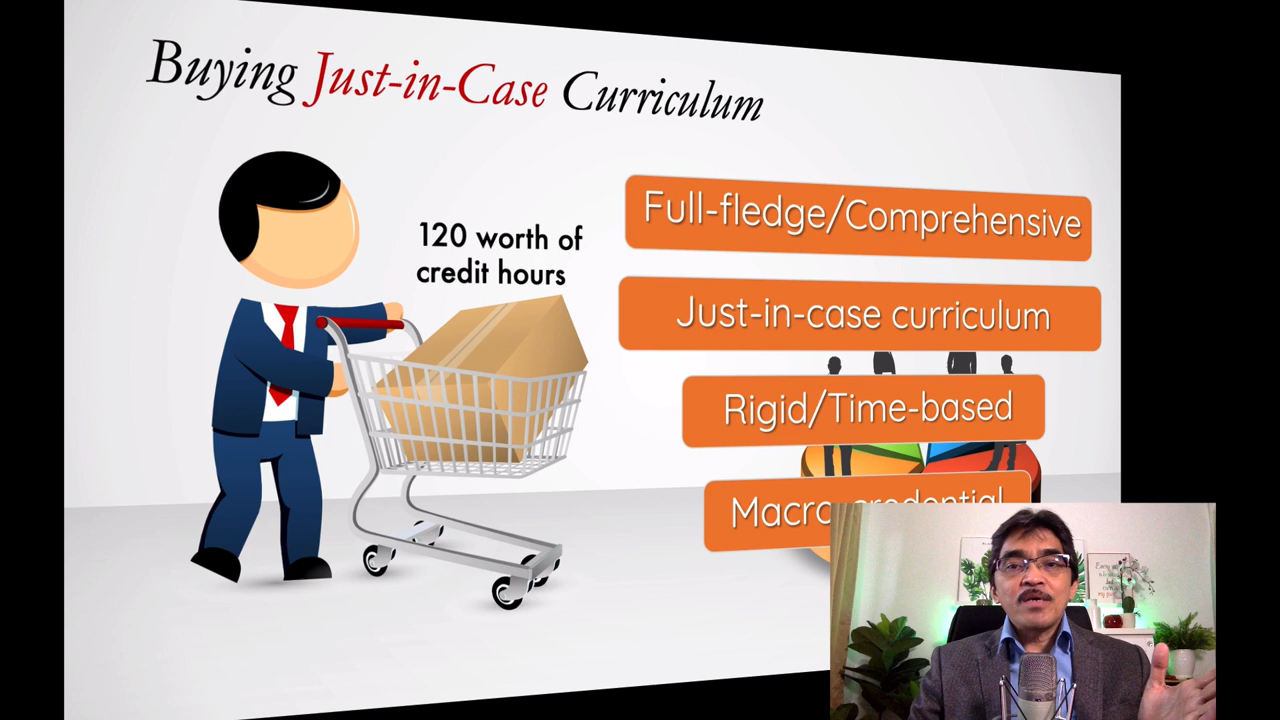 Buying Just-in-Case Curriculum
120 worth of
credit hours
Full-fledge/Comprehensive
Just-in-case curriculum
Rigid/Time-based
Macro-credential